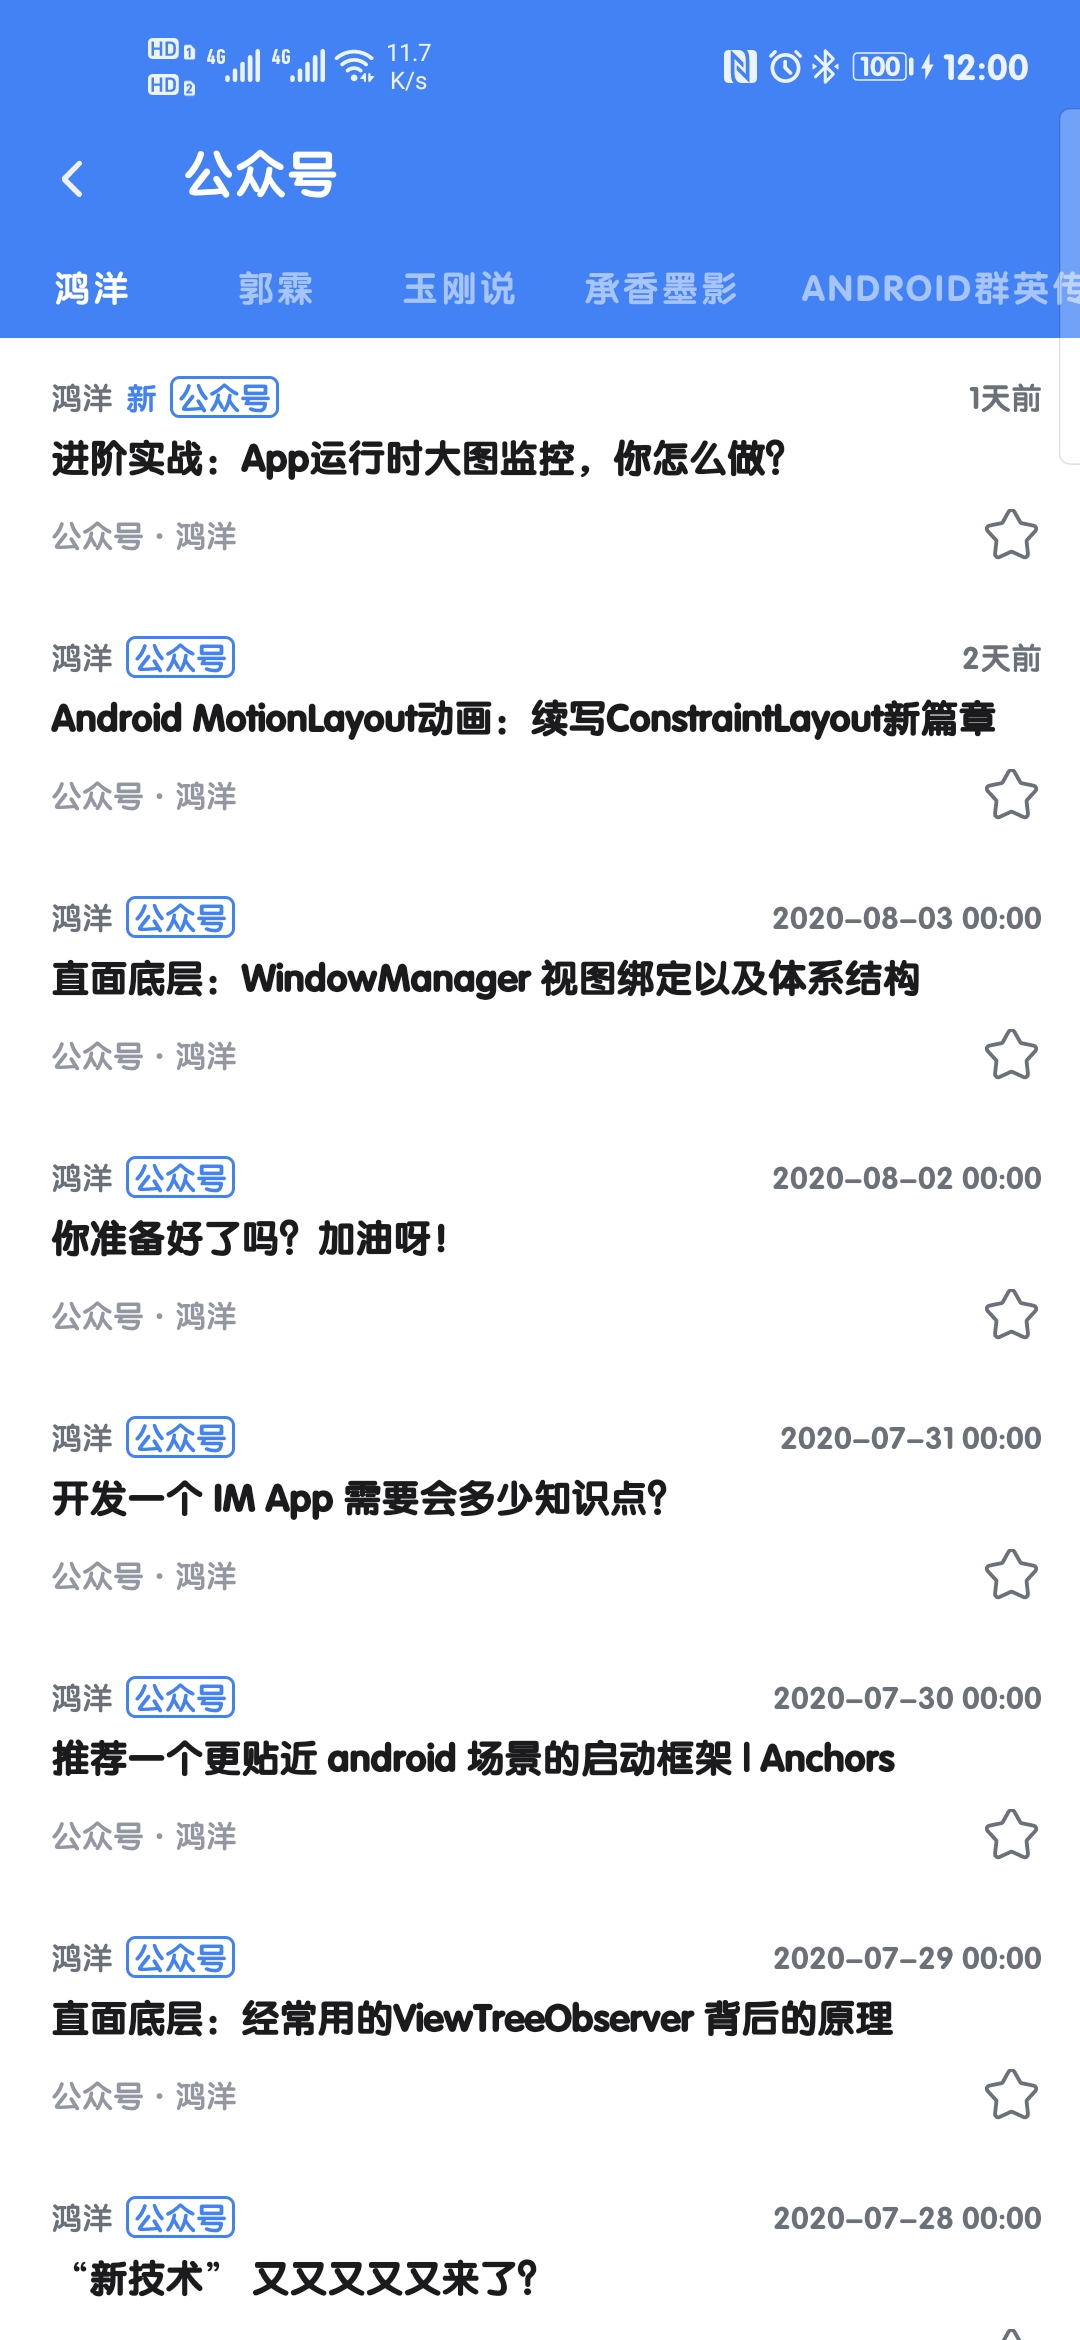 HD 1 4G 4G 11.7 K/s
HD 2
100 12:00
公众号
鸿洋 郭霖 玉刚说 承香墨影 ANDROID群英传
鸿洋 新 公众号 1天前
进阶实战：App运行时大图监控，你怎么做？
公众号 · 鸿洋
鸿洋 公众号 2天前
Android MotionLayout动画：续写ConstraintLayout新篇章
公众号 · 鸿洋
鸿洋 公众号 2020-08-03 00:00
直面底层：WindowManager 视图绑定以及体系结构
公众号 · 鸿洋
鸿洋 公众号 2020-08-02 00:00
你准备好了吗？加油呀！
公众号 · 鸿洋
鸿洋 公众号 2020-07-31 00:00
开发一个 IM App 需要会多少知识点？
公众号 · 鸿洋
鸿洋 公众号 2020-07-30 00:00
推荐一个更贴近 android 场景的启动框架 | Anchors
公众号 · 鸿洋
鸿洋 公众号 2020-07-29 00:00
直面底层：经常用的ViewTreeObserver 背后的原理
公众号 · 鸿洋
鸿洋 公众号 2020-07-28 00:00
“新技术” 又又又又又来了？